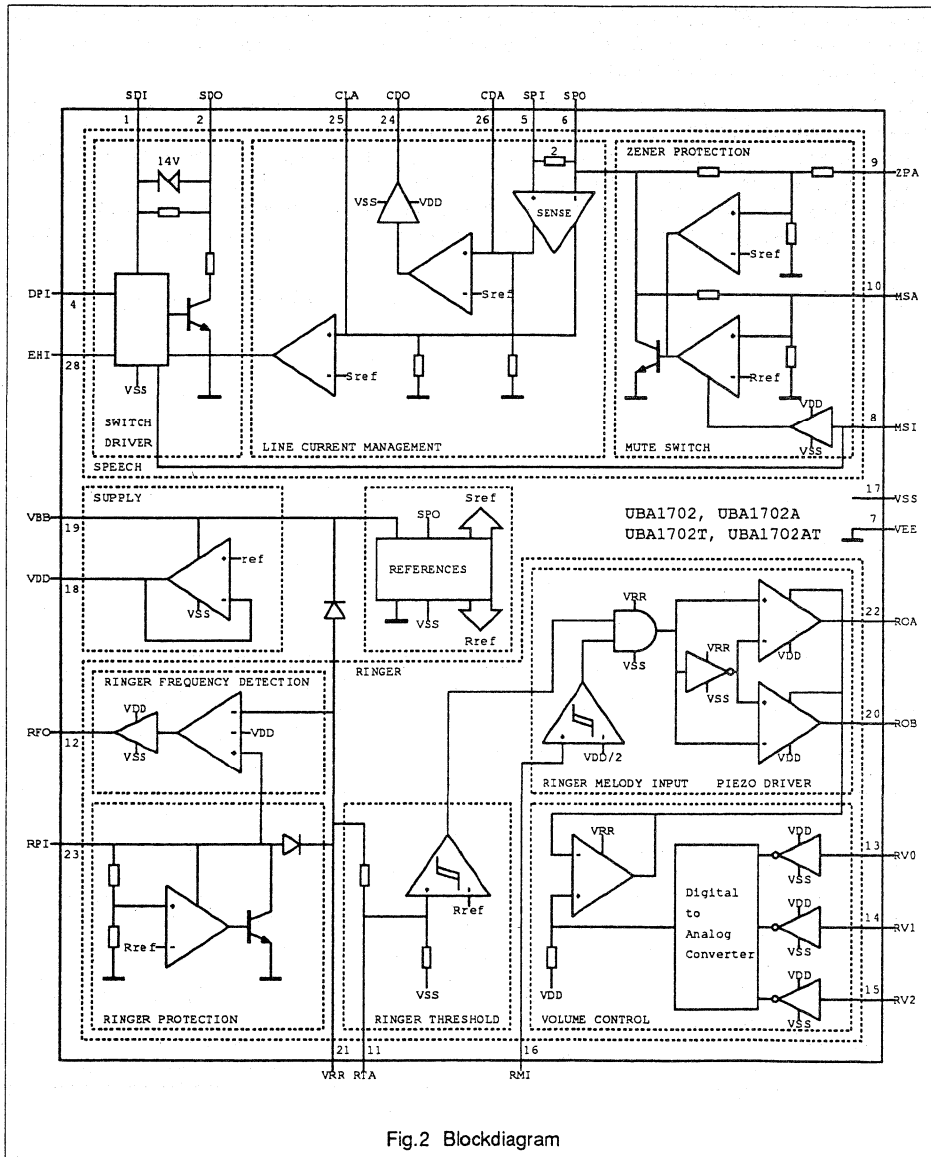 SDI SDO CLA CDO CDA SPI SPO
1 2 25 24 26 5 6
14V
2
ZENER PROTECTION
9 ZPA
VSS VDD
SENSE
Sref
Sref
DPI 4
10 MSA
EHI 28
Sref
Rref
VSS
VDD
8 MSI
VSS
SWITCH
DRIVER
LINE CURRENT MANAGEMENT
MUTE SWITCH
SPEECH
17 VSS
7 VEE
UBA1702, UBA1702A
UBA1702T, UBA1702AT
SUPPLY
Sref
VBB 19
SPO
ref
VDD 18
REFERENCES
VSS
VSS
Rref
RINGER
VRR
VSS
22 ROA
VDD
VRR
VSS
20 ROB
VDD
VDD/2
RINGER MELODY INPUT PIEZO DRIVER
RINGER FREQUENCY DETECTION
VDD
RFO 12
VDD
VSS
RPI 23
Rref
RINGER PROTECTION
Rref
VSS
RINGER THRESHOLD
VRR
VDD
Digital
to
Analog
Converter
VDD
13 RV0
VSS
VDD
14 RV1
VSS
VDD
15 RV2
VSS
VOLUME CONTROL
21 11 16
VRR RTA RMI
Fig.2 Blockdiagram